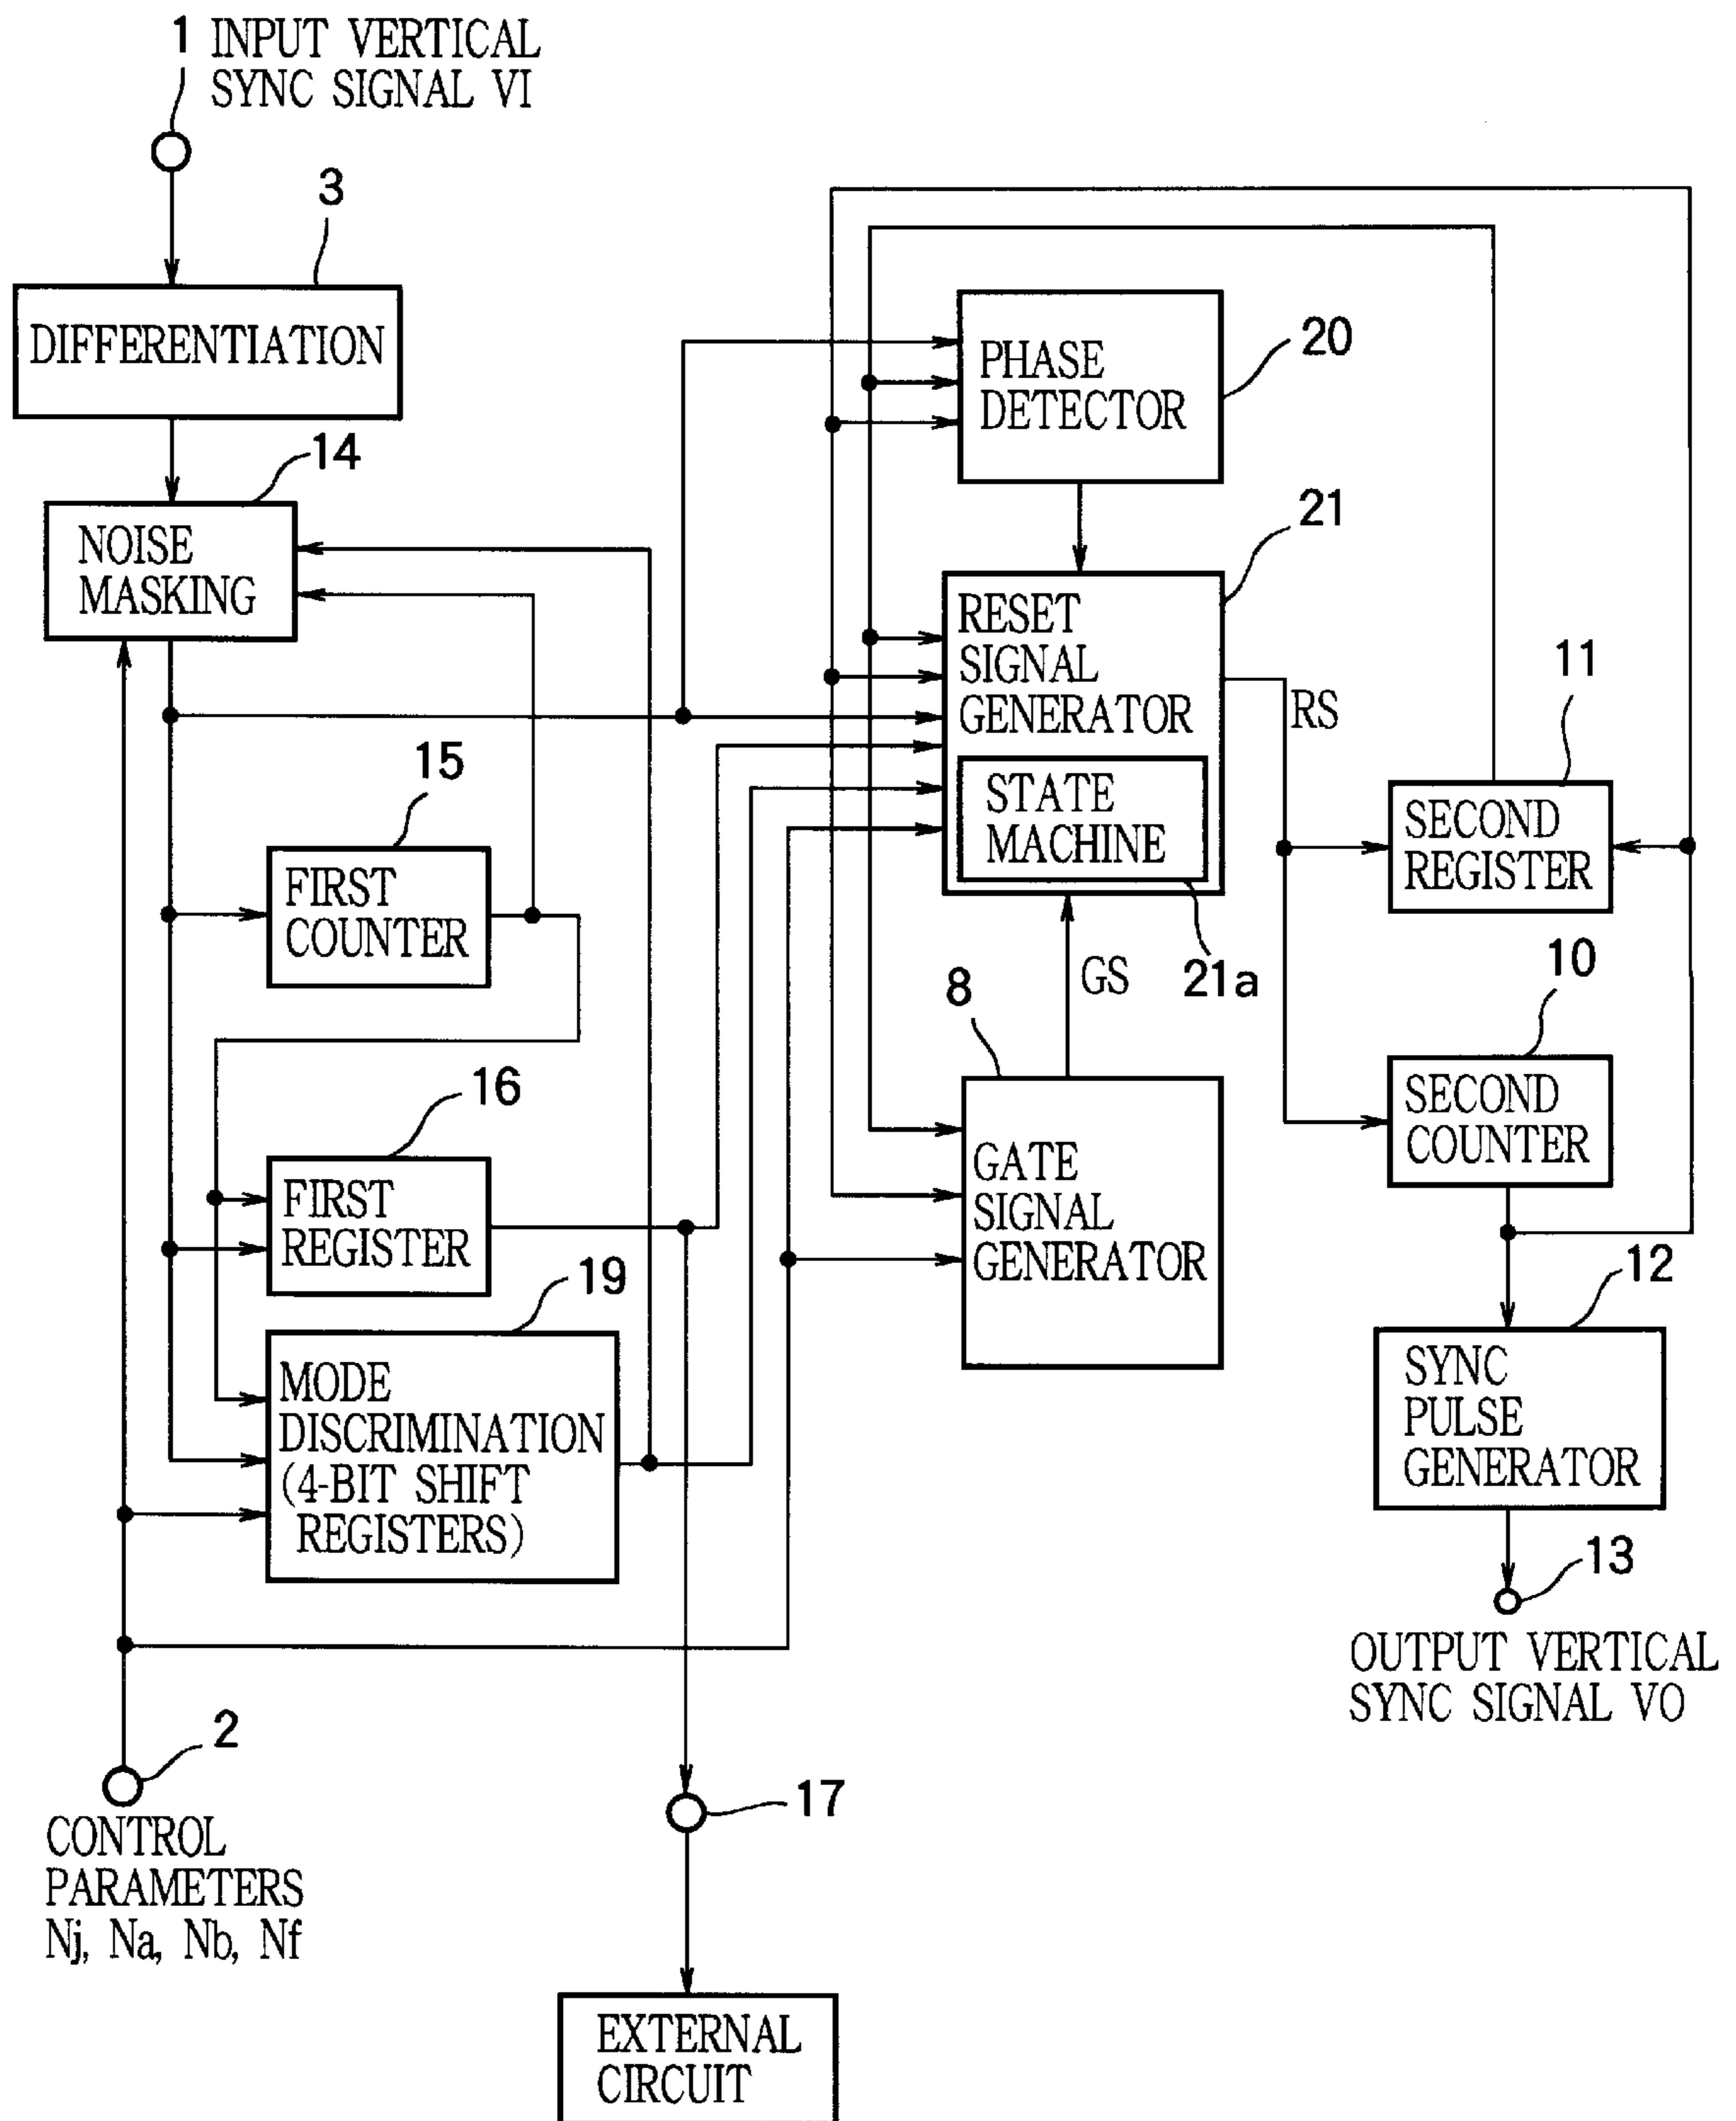 1 INPUT VERTICAL
SYNC SIGNAL VI
3
DIFFERENTIATION
14
NOISE
MASKING
15
FIRST
COUNTER
16
FIRST
REGISTER
19
MODE
DISCRIMINATION
(4-BIT SHIFT
REGISTERS)
2
CONTROL
PARAMETERS
Nj, Na, Nb, Nf
17
EXTERNAL
CIRCUIT
20
PHASE
DETECTOR
21
RESET
SIGNAL
GENERATOR
STATE
MACHINE
21a
RS
GS
8
GATE
SIGNAL
GENERATOR
11
SECOND
REGISTER
10
SECOND
COUNTER
12
SYNC
PULSE
GENERATOR
13
OUTPUT VERTICAL
SYNC SIGNAL VO